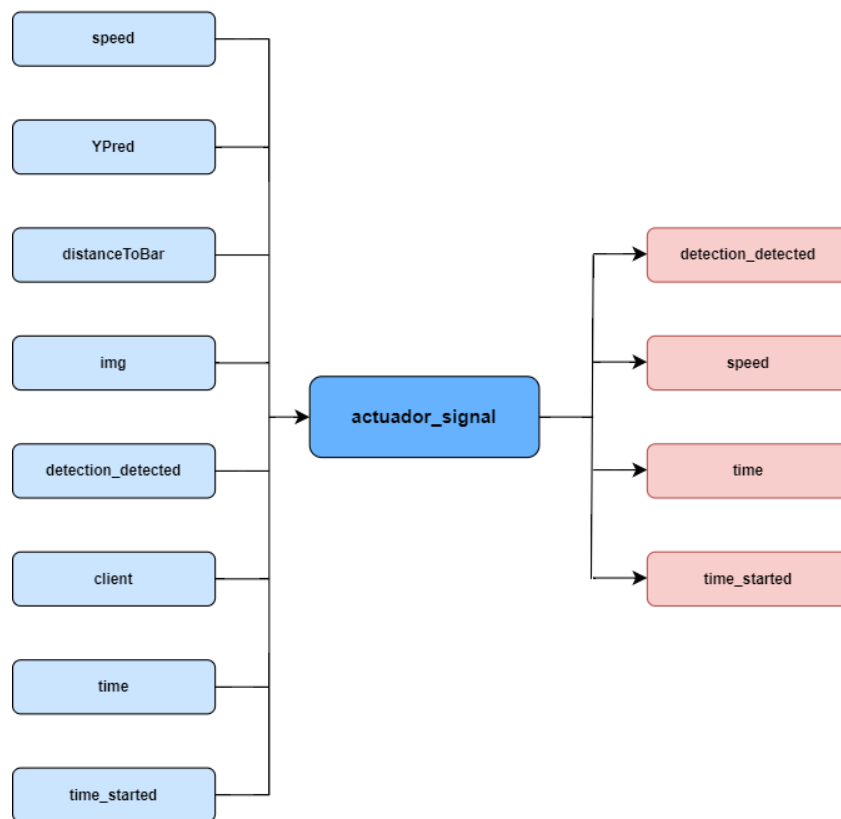 speed
YPred
distanceToBar
img
detection_detected
client
time
time_started
actuador_signal
detection_detected
speed
time
time_started